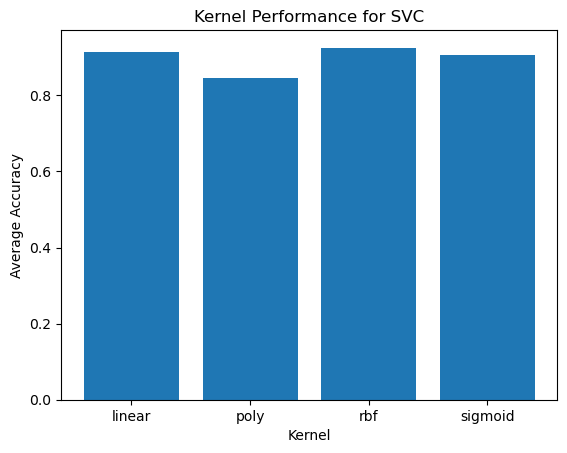 Kernel Performance for SVC
Average Accuracy
0.8
0.6
0.4
0.2
0.0
linear poly rbf sigmoid
Kernel